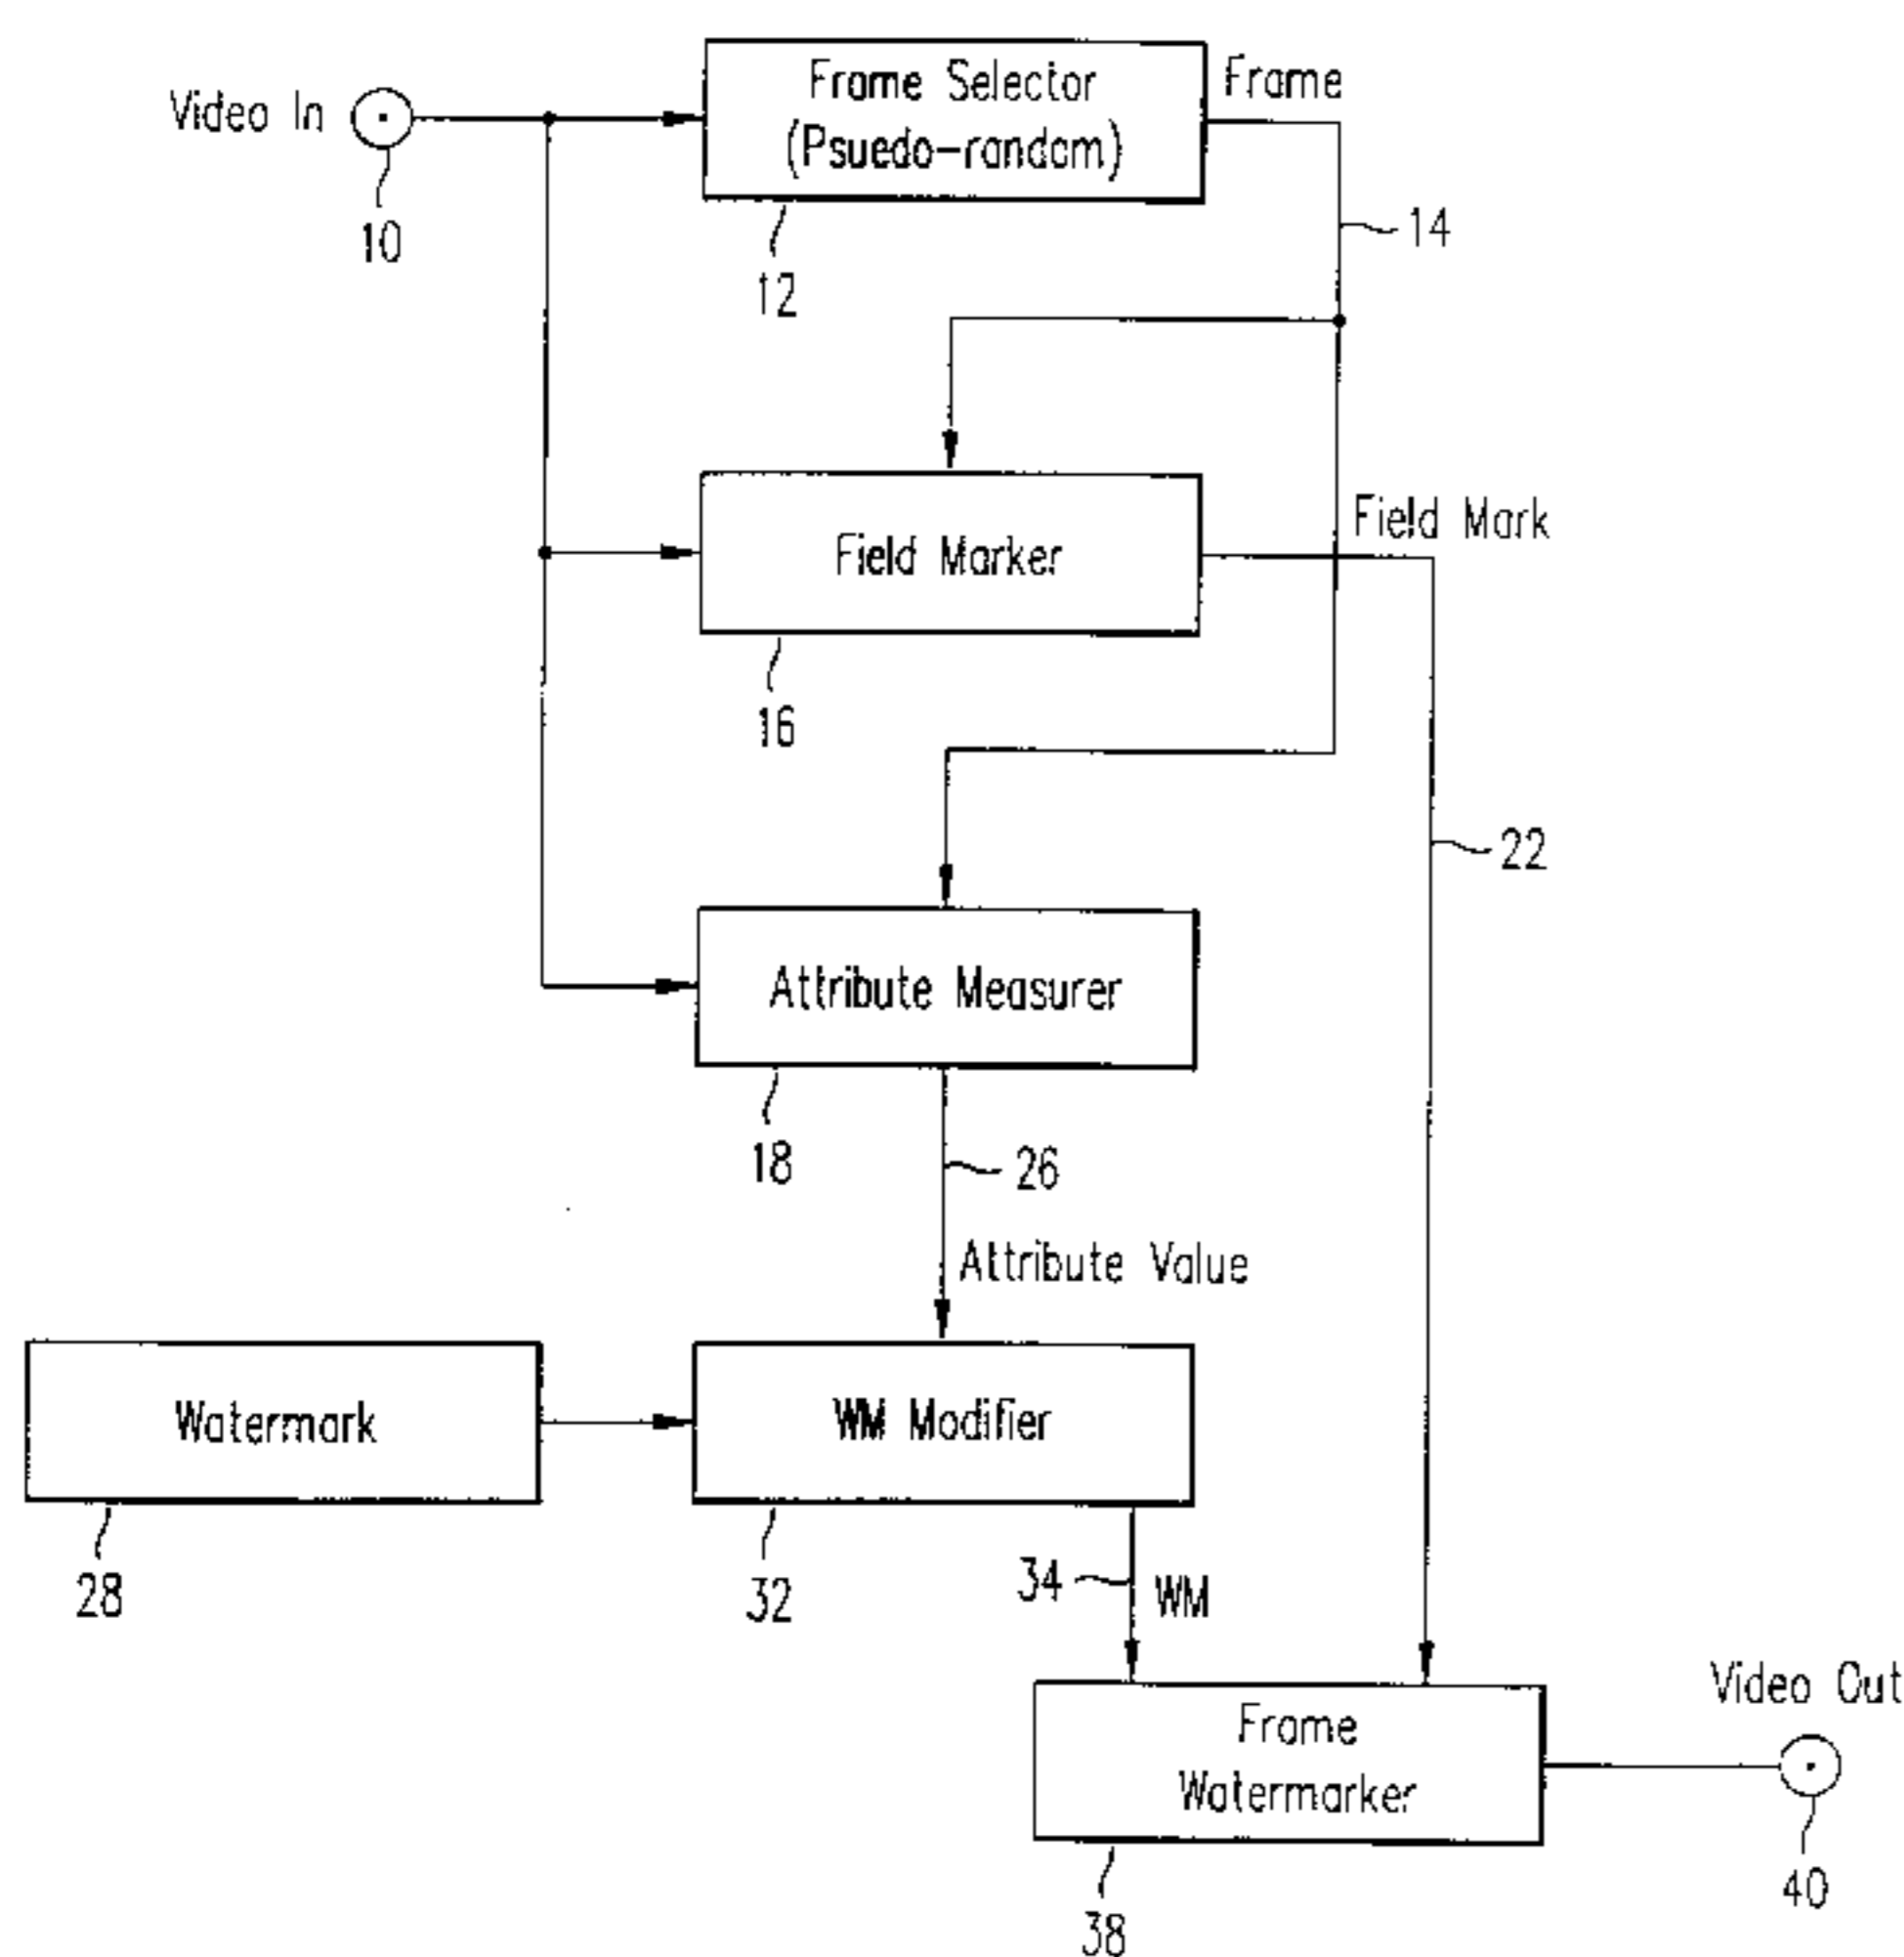 Video In
10
Frame Selector
(Psuedo-random)
12
Frame
14
Field Marker
16
Field Mark
22
Attribute Measurer
18
26
Attribute Value
Watermark
28
WM Modifier
32
34
WM
Frame
Watermarker
38
Video Out
40